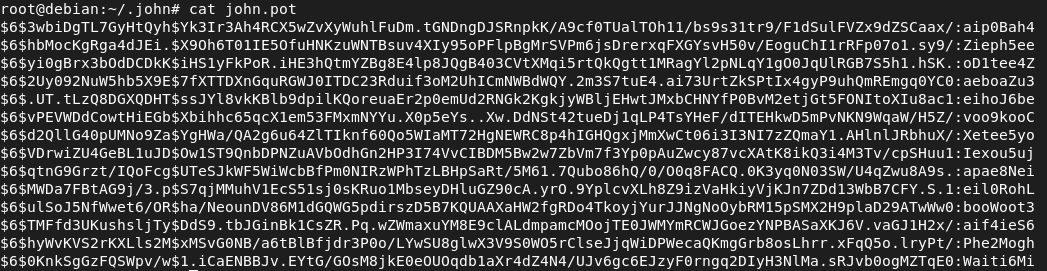 root@debian:~/.john# cat john.pot
$6$3wbiDgTL7GyHtQyh$Yk3Ir3Ah4RCX5wZvXyWuhlFuDm.tGNDngDJSRnpkK/A9cf0TUalTOh11/bs9s31tr9/F1dSulFVZx9dZSCaax/:aip0Bah4
$6$hbMocKgRga4dJEi.$X9Oh6T01IE5OfuHNKzuWNTBsuv4XIy95oPFlpBgMrSVPm6jsDrerxqFXGYsvH50v/EoguChI1rRFp07o1.sy9/:Zieph5ee
$6$yi0gBrx3bOdDCDkK$iHS1yFkPoR.iHE3hQtmYZBg8E4lp8JQgB403CVtXMqi5rtQkQgtt1MRagYl2pNLqY1gO0JqUlRGB7S5h1.hSK.:oD1tee4Z
$6$2Uy092NuW5hb5X9E$7fXTTDXnGquRGWJ0ITDC23Rduif3oM2UhICmNWBdWQY.2m3S7tuE4.ai73UrtZkSPtIx4gyP9uhQmREmgq0YC0:aeboaZu3
$6$.UT.tLzQ8DGXQDHT$ssJYl8vkKBlb9dpilKQoreuaEr2p0emUd2RNGk2KgkjyWBljEHwtJMxbCHNYfP0BvM2etjGt5FONItoXIu8ac1:eihoJ6be
$6$vPEVWDdCowtHiEGb$Xbihhc65qcX1em53FMxmNYYu.X0p5eYs..Xw.DdNSt42tueDj1qLP4TsYHeF/dITEHkwD5mPvNKN9WqaW/H5Z/:voo9kooC
$6$d2QllG40pUMNo9Za$YgHWa/QA2g6u64ZlTIknf60Qo5WIaMT72HgNEWRC8p4hIGHQgxjMmXwCt06i3I3NI7zZQmaY1.AHlnlJRbhuX/:Xetee5yo
$6$VDrwiZU4GeBL1uJD$Ow1ST9QnbDPNZuAVbOdhGn2HP3I74VvCIBDM5Bw2w7ZbVm7f3Yp0pAuZwcy87vcXAtK8ikQ3i4M3Tv/cpSHuu1:Iexou5uj
$6$qtnG9Grzt/IQoFcg$UTeSJkWF5WiWcbBfPm0NIRzWPhTzLBHpSaRt/5M61.7Qubo86hQ/0/O0q8FACQ.0K3yq0N03SW/U4qZwu8A9s.:apae8Nei
$6$MWDa7FBtAG9j/3.p$S7qjMMuhV1EcS51sj0sKRuo1MbseyDHluGZ90cA.yrO.9YplcvXLh8Z9izVaHkiyVjKJn7ZDd13WbB7CFY.S.1:eil0RohL
$6$ulSoJ5NfWwet6/OR$ha/NeounDV86M1dGQWG5pdirszD5B7KQUAAXaHW2fgRDo4TkoyjYurJJNgNoOybRM15pSMX2H9plaD29ATwWw0:booWoot3
$6$TMFfd3UKushsljTy$DdS9.tbJGinBk1CsZR.Pq.wZWmaxuYM8E9clALdmpamcMOojTE0JWMYmRCWJGoezYNPBASaXKJ6V.vaGJ1H2x/:aif4ieS6
$6$hyWvKVS2rKXLls2M$xMSvG0NB/a6tBlBfjdr3P0o/LYwSU8glwX3V9S0WO5rClseJjqWiDPWecaQKmgGrb8osLhrr.xFqQ5o.lryPt/:Phe2Mogh
$6$0KnkSgGzFQSWpv/w$1.iCaENBBJv.EYtG/GOsM8jkE0eOUOqdb1aXr4dZ4N4/UJv6gc6EJzyF0rngq2DIyH3NlMa.sRJvb0ogMZTqE0:Waiti6Mi